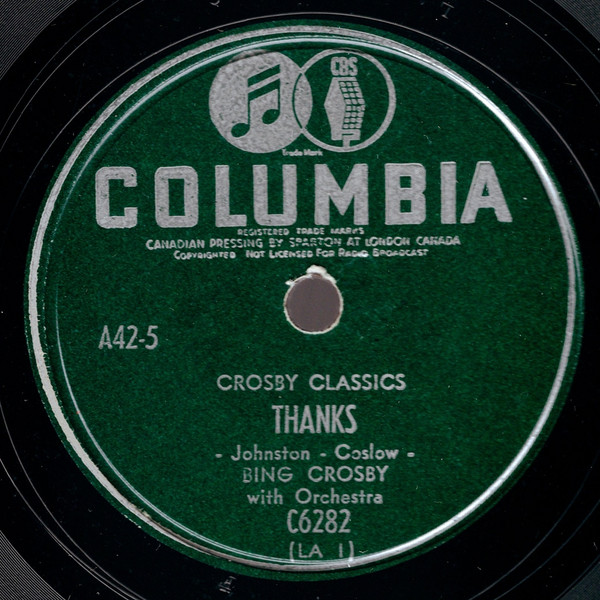 CBS
Trade Mark
COLUMBIA
REGISTERED TRADE MARKS
CANADIAN PRESSING BY SPARTON AT LONDON CANADA
COPYRIGHTED NOT LICENSED FOR RADIO BROADCAST
A42-5
CROSBY CLASSICS
THANKS
- Johnston - Coslow -
BING CROSBY
with Orchestra
C6282
(LA 1)